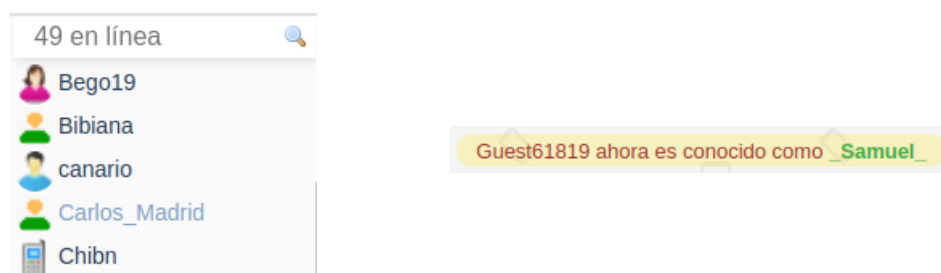 49 en línea
Bego19
Bibiana
canario
Carlos_Madrid
Chibn
Guest61819 ahora es conocido como _Samuel_